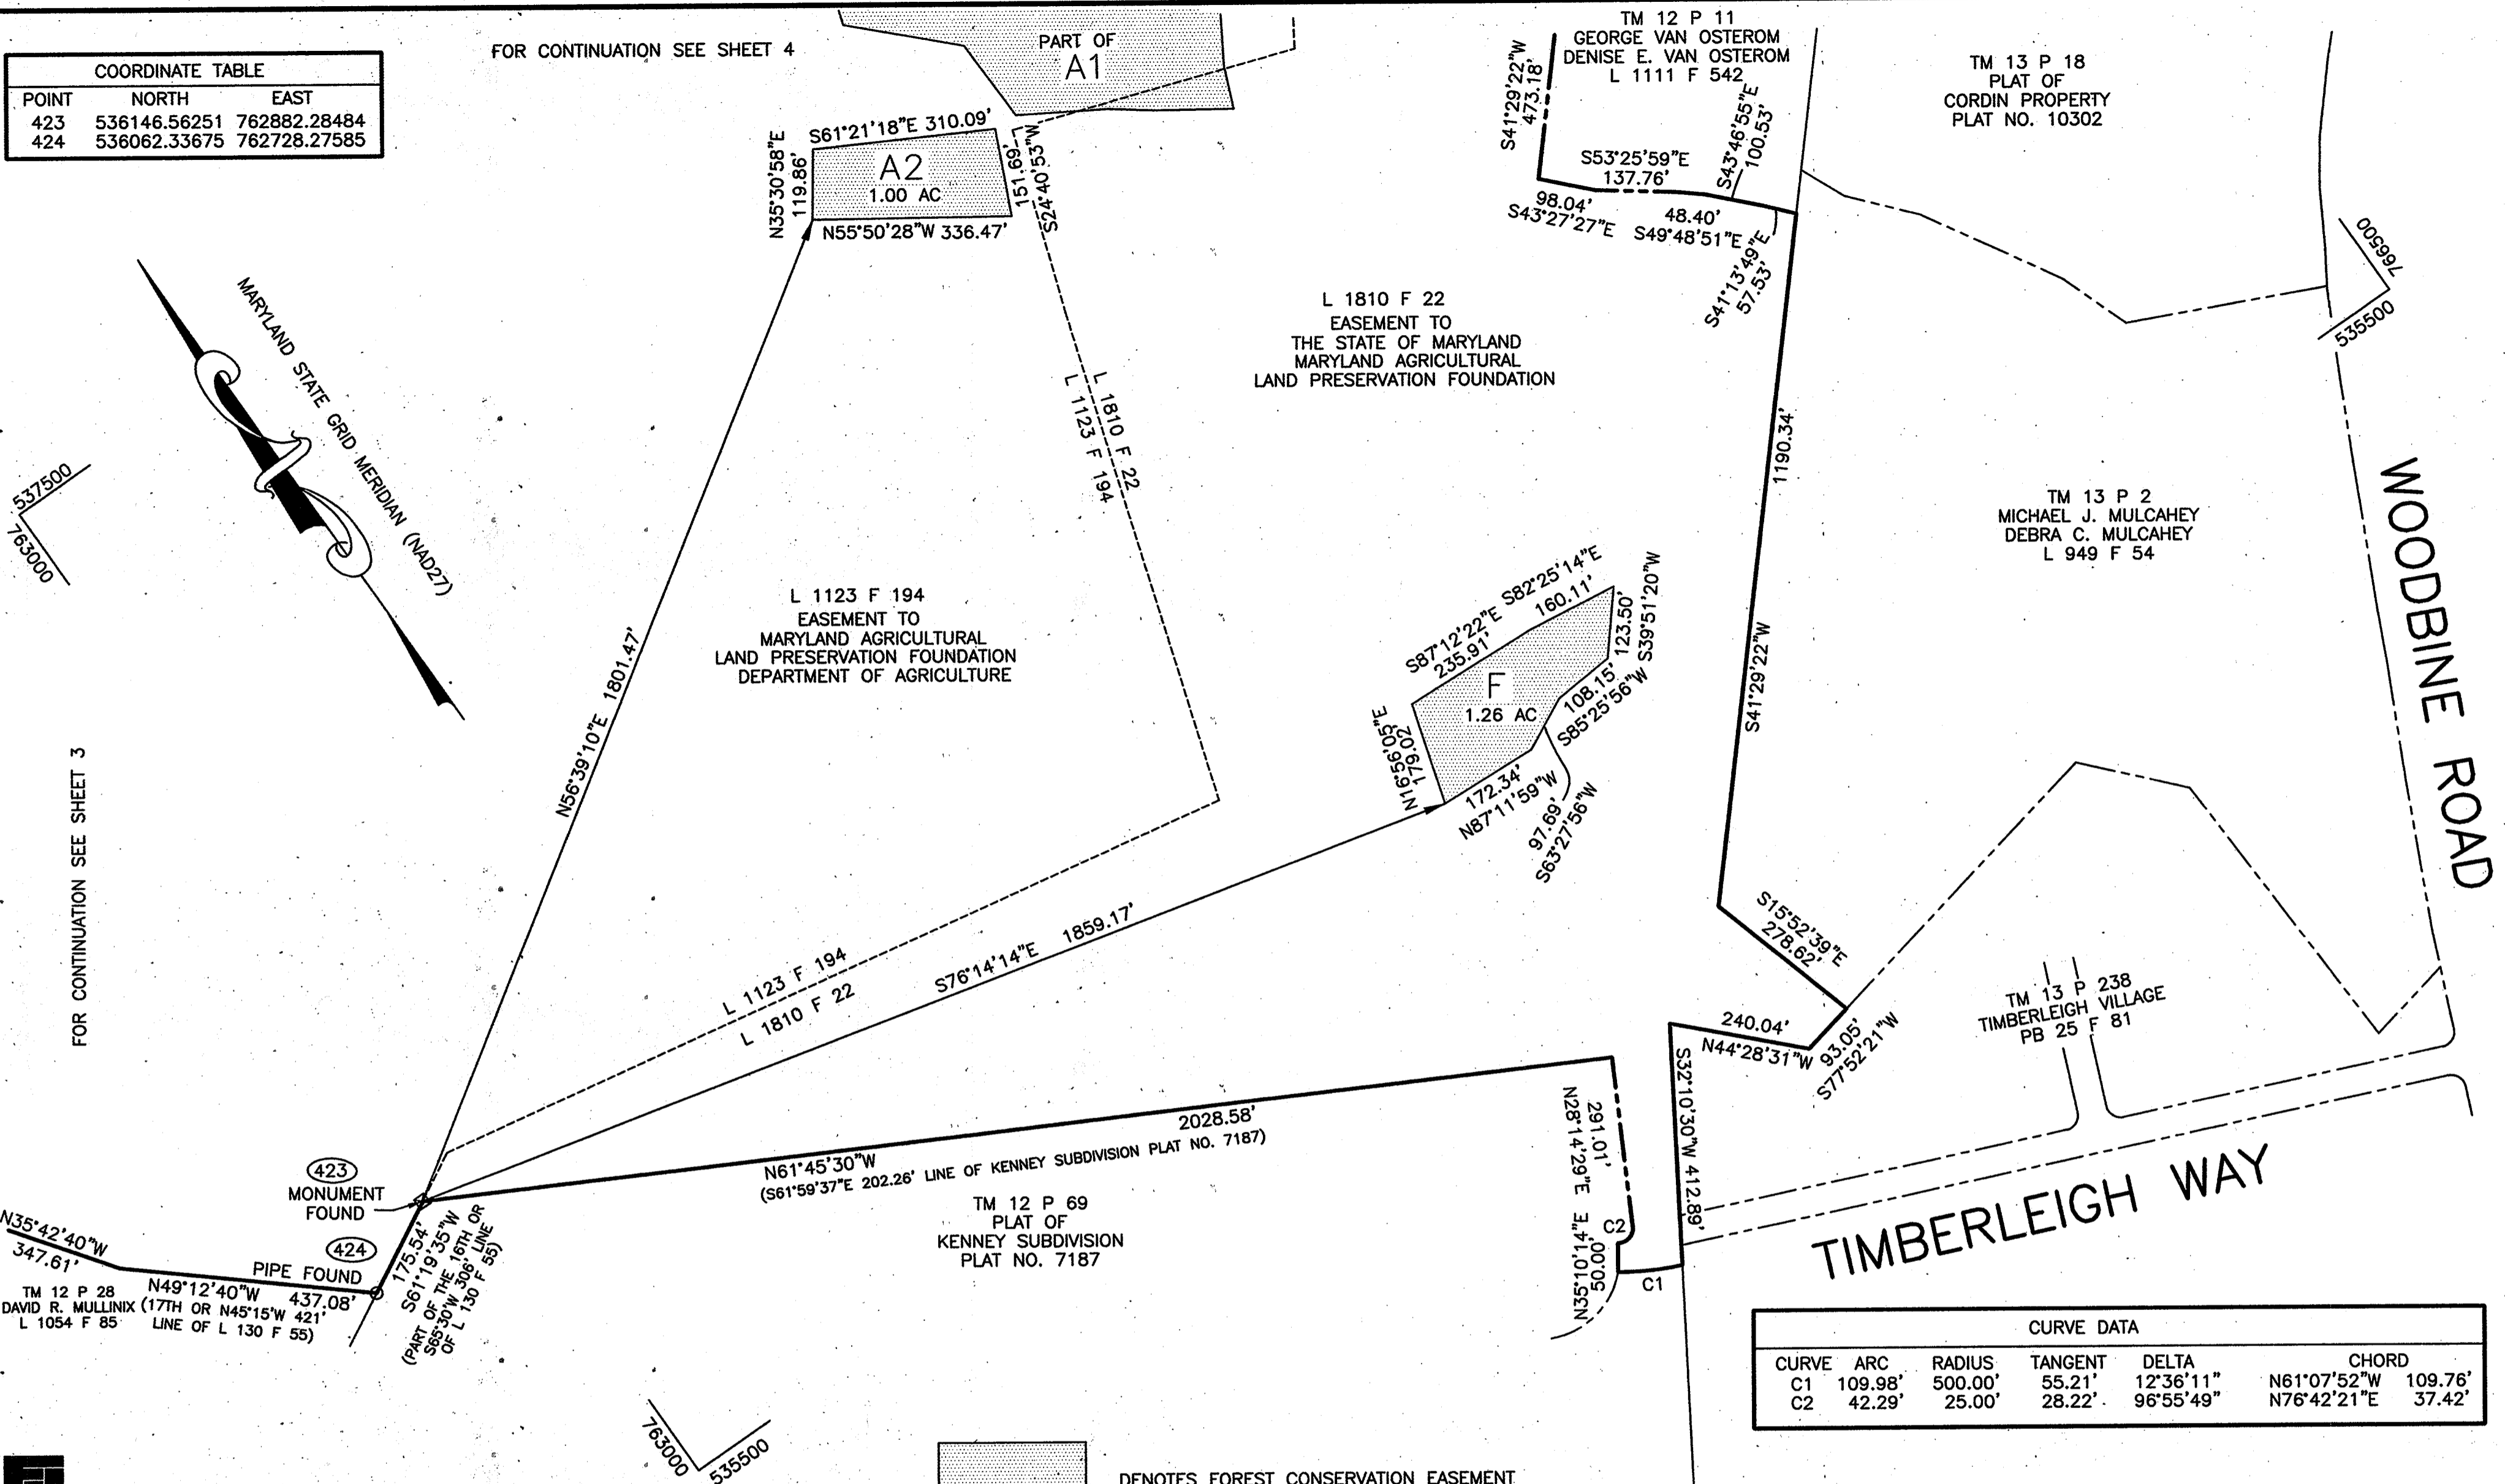 COORDINATE TABLE
POINT NORTH EAST
423 536146.56251 762882.28484
424 536062.33675 762728.27585
FOR CONTINUATION SEE SHEET 4
PART OF
A1
S61°21'18"E 310.09'
N35°30'58"E
119.86'
A2
1.00 AC
151.69'
S24°40'53"W
N55°50'28"W 336.47'
TM 12 P 11
GEORGE VAN OSTEROM
DENISE E. VAN OSTEROM
L 1111 F 542
S41°29'22"W
473.18'
S53°25'59"E
137.76'
S43°46'55"E
100.53'
98.04'
S43°27'27"E
48.40'
S49°48'51"E
S41°13'49"E
57.53'
TM 13 P 18
PLAT OF
CORDIN PROPERTY
PLAT NO. 10302
766500
535500
MARYLAND STATE GRID MERIDIAN (NAD27)
537500
763000
L 1810 F 22
EASEMENT TO
THE STATE OF MARYLAND
MARYLAND AGRICULTURAL
LAND PRESERVATION FOUNDATION
L 1810 F 22
L 1123 F 194
1190.34'
S41°29'22"W
TM 13 P 2
MICHAEL J. MULCAHEY
DEBRA C. MULCAHEY
L 949 F 54
WOODBINE ROAD
L 1123 F 194
EASEMENT TO
MARYLAND AGRICULTURAL
LAND PRESERVATION FOUNDATION
DEPARTMENT OF AGRICULTURE
N56°39'10"E 1801.47'
S87°12'22"E
235.91'
S82°25'14"E
160.11'
123.50'
S39°51'20"W
F
1.26 AC
108.15'
S85°25'56"W
N16°56'05"E
179.02'
172.34'
N87°11'59"W
97.69'
S63°27'56"W
FOR CONTINUATION SEE SHEET 3
L 1123 F 194
L 1810 F 22
S76°14'14"E 1859.17'
S15°52'39"E
278.62'
240.04'
N44°28'31"W
93.05'
S77°52'21"W
TM 13 P 238
TIMBERLEIGH VILLAGE
PB 25 F 81
2028.58'
N61°45'30"W
(S61°59'37"E 202.26' LINE OF KENNEY SUBDIVISION PLAT NO. 7187)
291.01'
N28°14'29"E
S32°10'30"W 412.89'
C2
N35°10'14"E
50.00'
C1
TIMBERLEIGH WAY
423
MONUMENT
FOUND
TM 12 P 69
PLAT OF
KENNEY SUBDIVISION
PLAT NO. 7187
N35°42'40"W
347.61'
424
PIPE FOUND
175.54'
S61°19'35"W
(PART OF THE 16TH OR
S65°30'W 306' LINE
OF L 130 F 55)
N49°12'40"W 437.08'
(17TH OR N45°15'W 421'
LINE OF L 130 F 55)
TM 12 P 28
DAVID R. MULLINIX
L 1054 F 85
CURVE DATA
CURVE ARC RADIUS TANGENT DELTA CHORD
C1 109.98' 500.00' 55.21' 12°36'11" N61°07'52"W 109.76'
C2 42.29' 25.00' 28.22' 96°55'49" N76°42'21"E 37.42'
763000
535500
DENOTES FOREST CONSERVATION EASEMENT